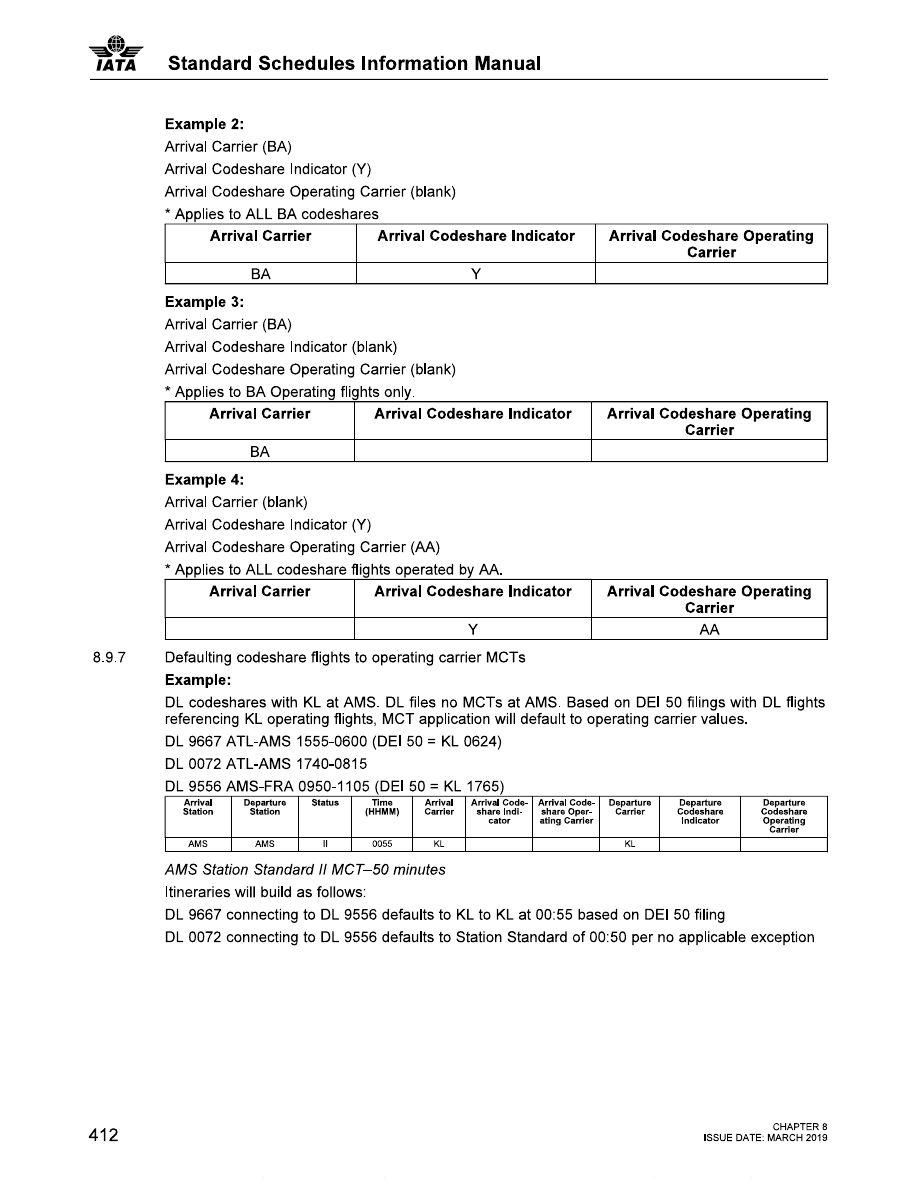 IATA
Standard Schedules Information Manual
Example 2:
Arrival Carrier (BA)
Arrival Codeshare Indicator (Y)
Arrival Codeshare Operating Carrier (blank)
* Applies to ALL BA codeshares
Arrival Carrier Arrival Codeshare Indicator Arrival Codeshare Operating
Carrier
BA Y
Example 3:
Arrival Carrier (BA)
Arrival Codeshare Indicator (blank)
Arrival Codeshare Operating Carrier (blank)
* Applies to BA Operating flights only.
Arrival Carrier Arrival Codeshare Indicator Arrival Codeshare Operating
Carrier
BA
Example 4:
Arrival Carrier (blank)
Arrival Codeshare Indicator (Y)
Arrival Codeshare Operating Carrier (AA)
* Applies to ALL codeshare flights operated by AA.
Arrival Carrier Arrival Codeshare Indicator Arrival Codeshare Operating
Carrier
Y AA
8.9.7 Defaulting codeshare flights to operating carrier MCTs
Example:
DL codeshares with KL at AMS. DL files no MCTs at AMS. Based on DEI 50 filings with DL flights
referencing KL operating flights, MCT application will default to operating carrier values.
DL 9667 ATL-AMS 1555-0600 (DEI 50 = KL 0624)
DL 0072 ATL-AMS 1740-0815
DL 9556 AMS-FRA 0950-1105 (DEI 50 = KL 1765)
Arrival Departure Status Time Arrival Arrival Code- Arrival Code- Departure Departure Departure
Station Station (HHMM) Carrier share Indi- share Oper- Carrier Codeshare Codeshare
cator ating Carrier Indicator Operating
Carrier
AMS AMS II 0055 KL KL
AMS Station Standard II MCT–50 minutes
Itineraries will build as follows:
DL 9667 connecting to DL 9556 defaults to KL to KL at 00:55 based on DEI 50 filing
DL 0072 connecting to DL 9556 defaults to Station Standard of 00:50 per no applicable exception
412
CHAPTER 8
ISSUE DATE: MARCH 2019